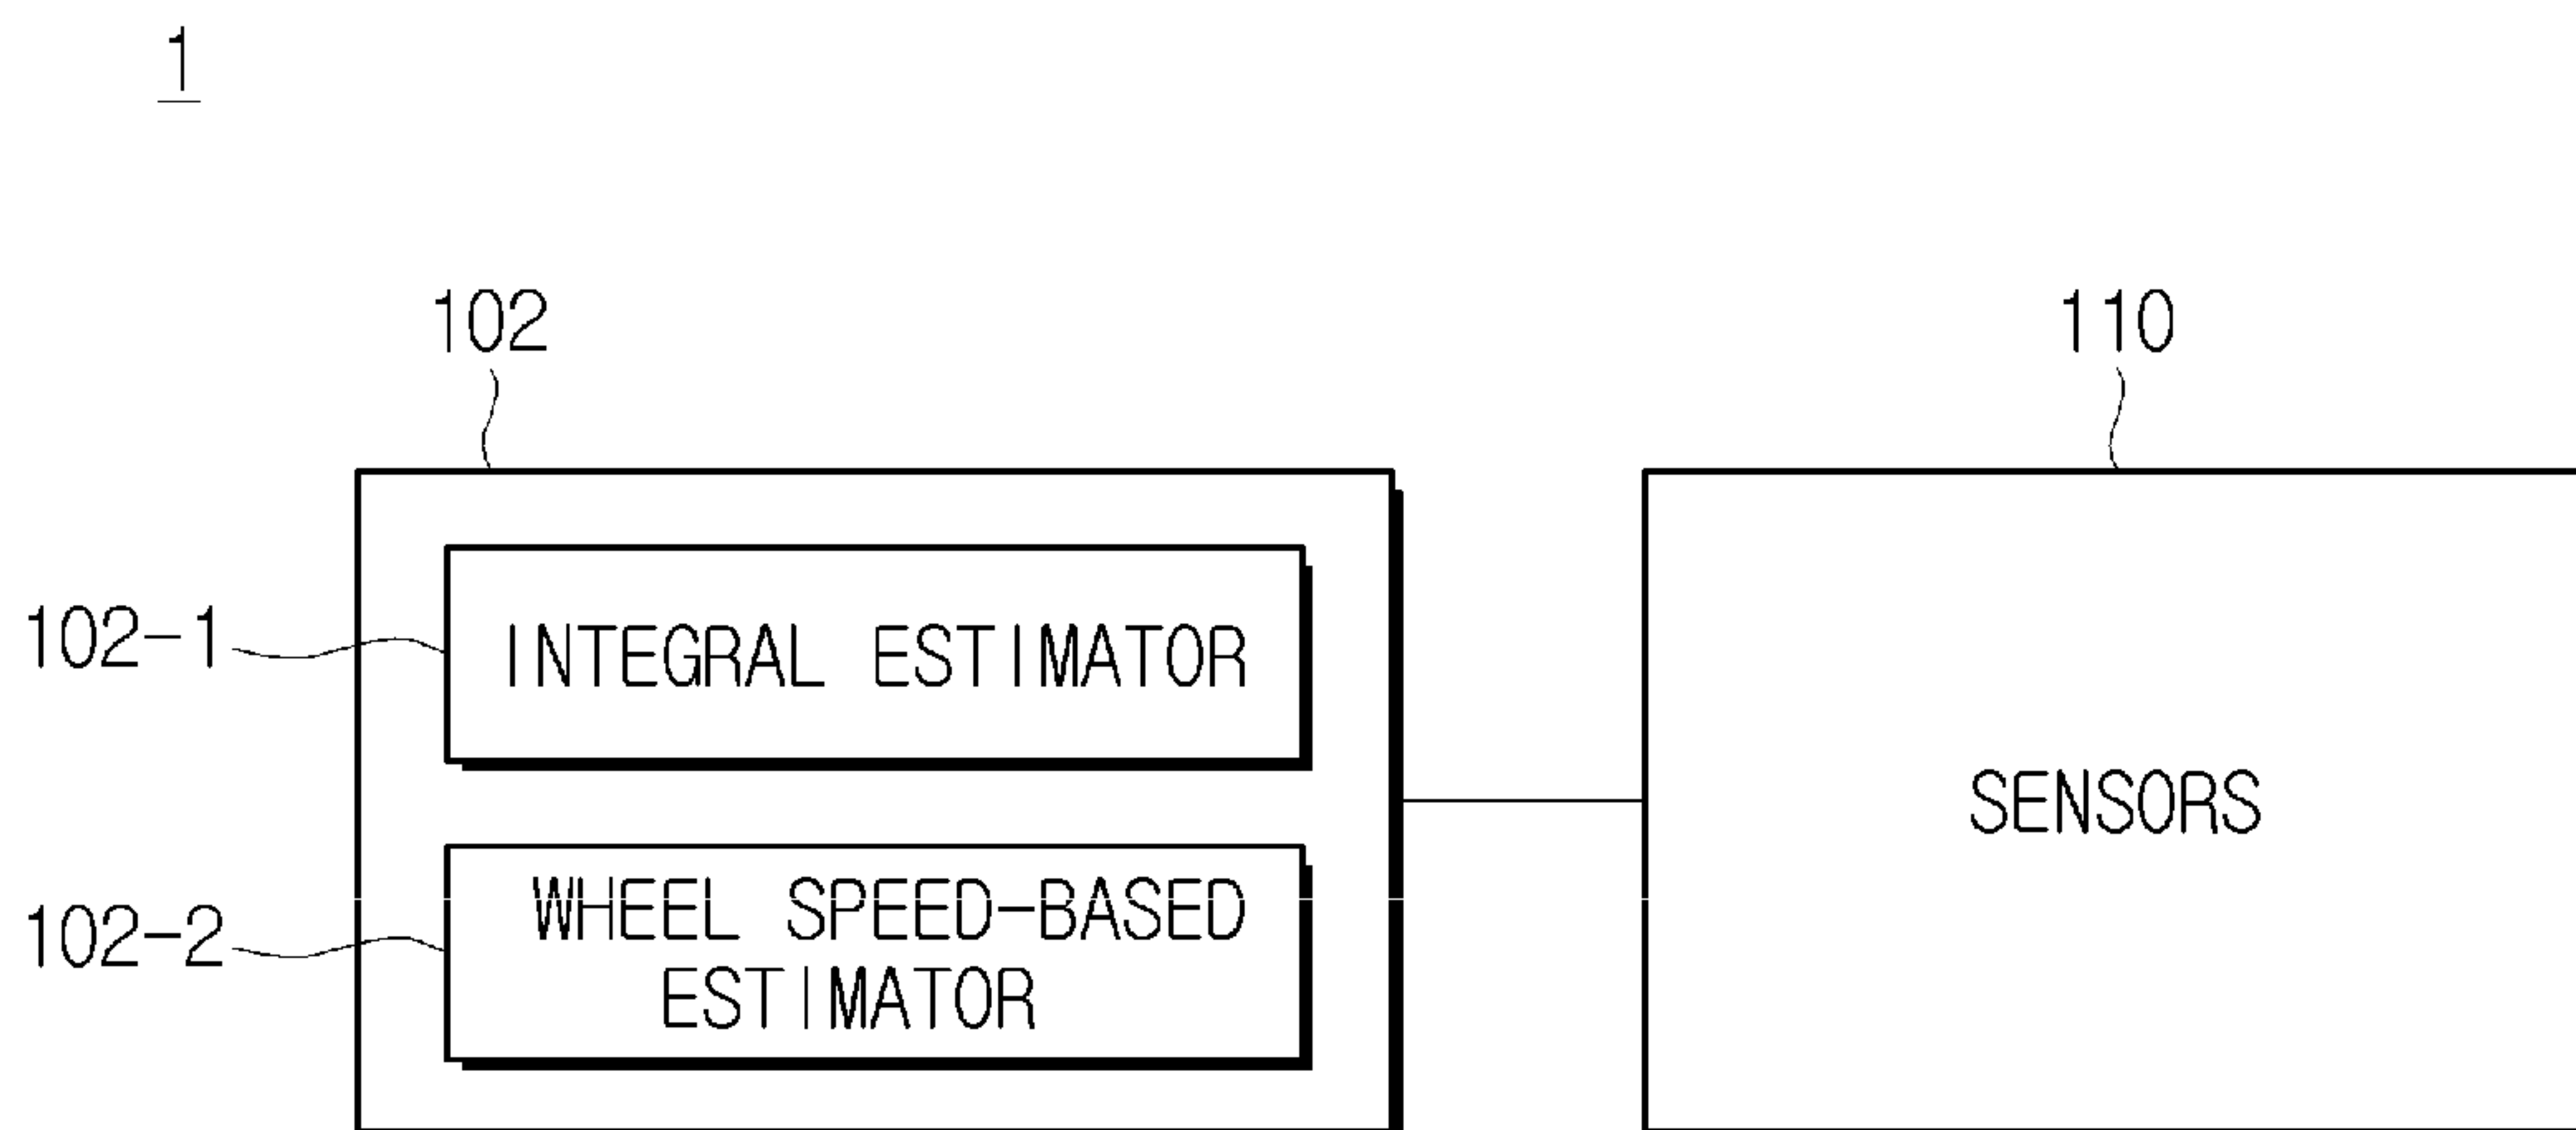 1
102
110
102-1
INTEGRAL ESTIMATOR
SENSORS
102-2
WHEEL SPEED-BASED
ESTIMATOR